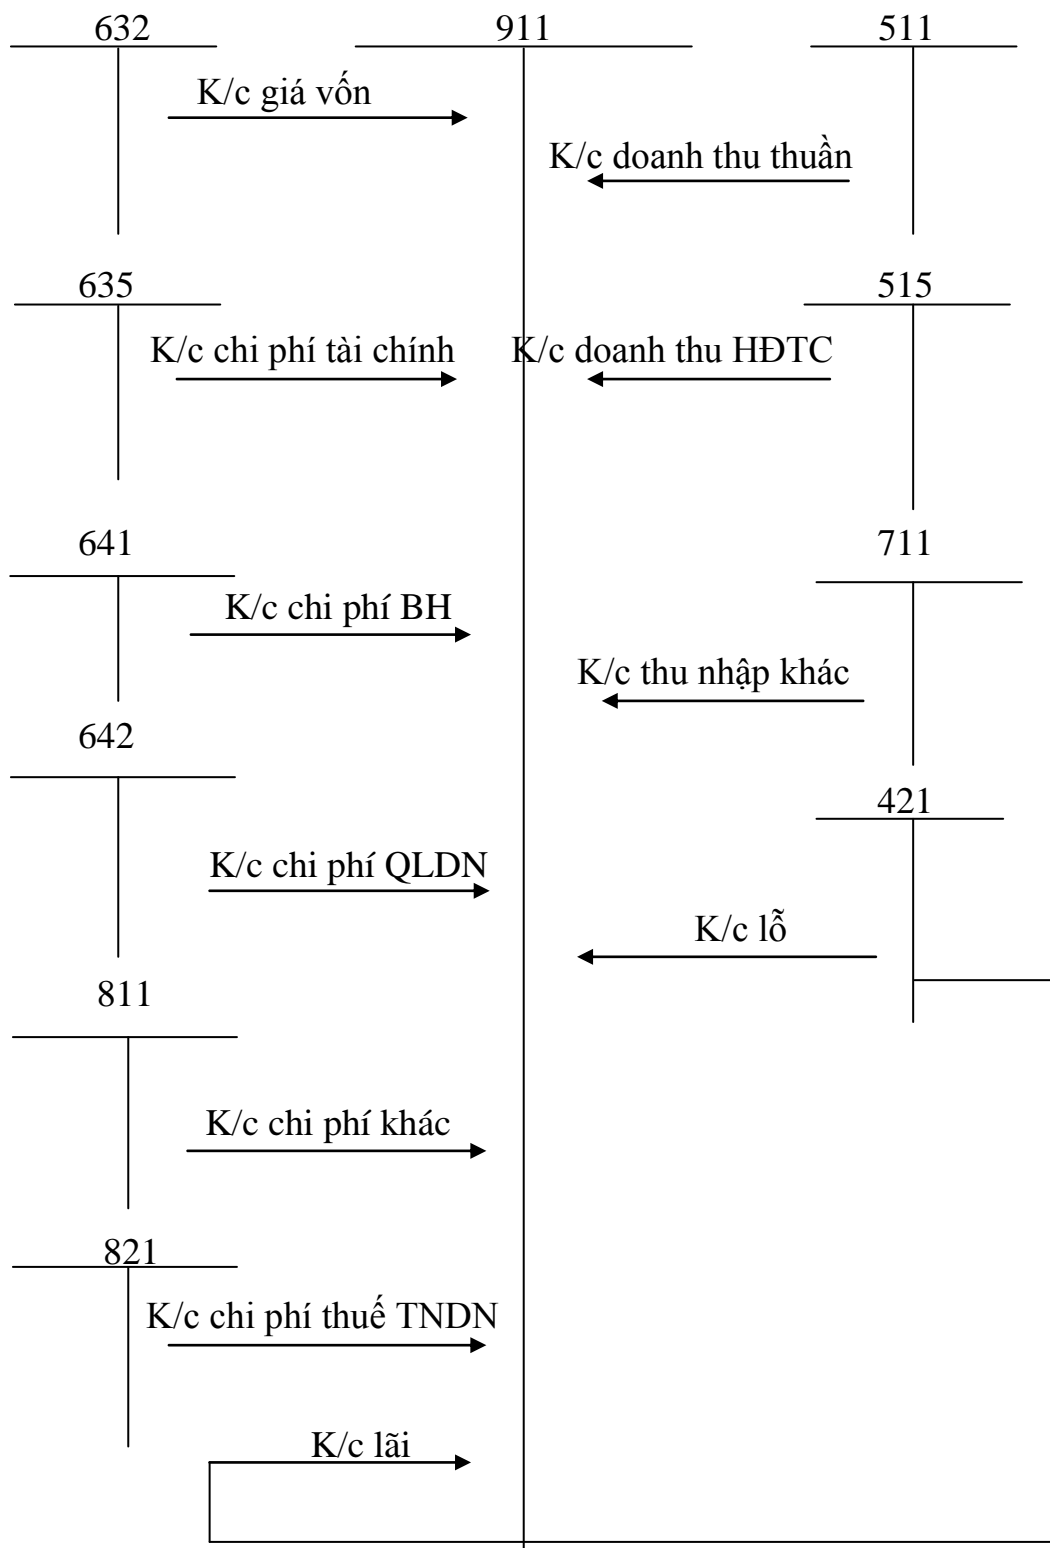 632
911
511
K/c giá vốn
K/c doanh thu thuần
635
515
K/c chi phí tài chính
K/c doanh thu HĐTC
641
711
K/c chi phí BH
K/c thu nhập khác
642
421
K/c chi phí QLDN
K/c lỗ
811
K/c chi phí khác
821
K/c chi phí thuế TNDN
K/c lãi